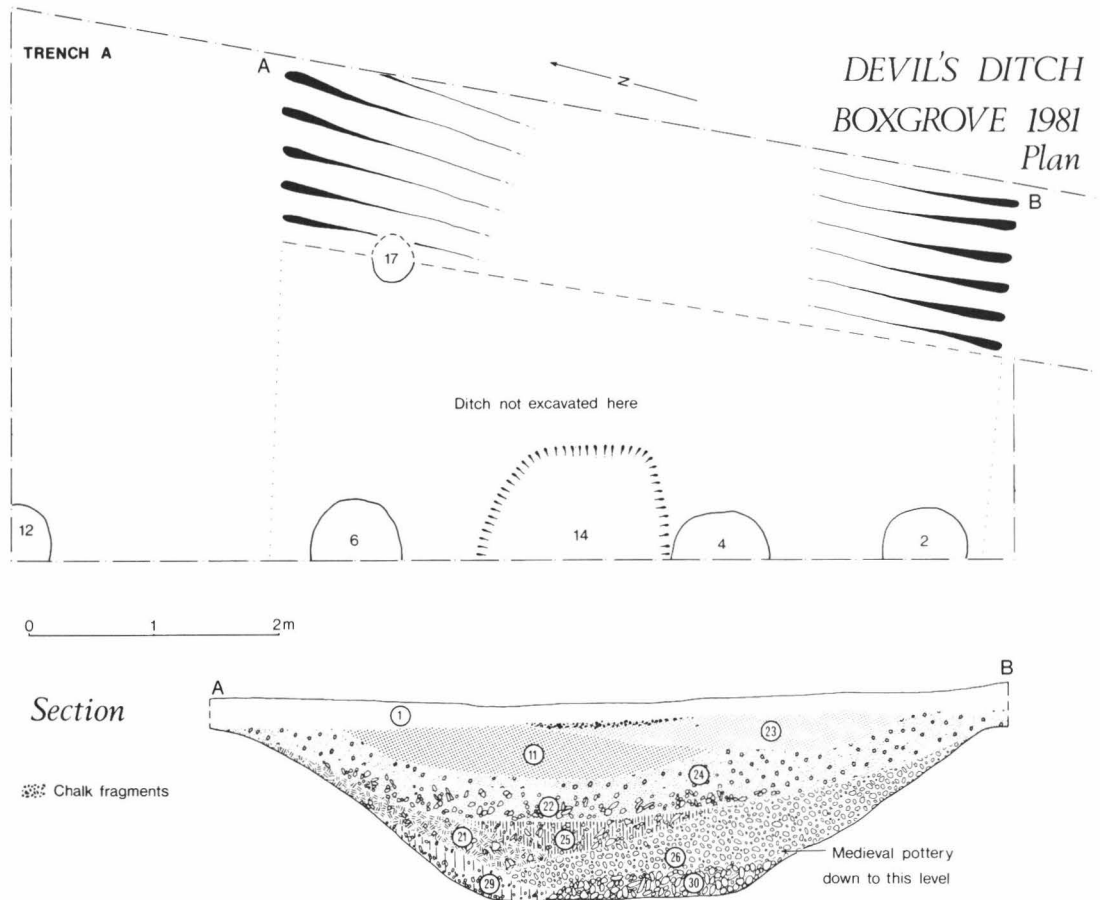 TRENCH A
A
N
DEVIL'S DITCH
BOXGROVE 1981
Plan
B
17
Ditch not excavated here
12
6
14
4
2
0 1 2m
A
B
Section
1
23
11
24
Chalk fragments
22
21
25
26
Medieval pottery
29
30
down to this level